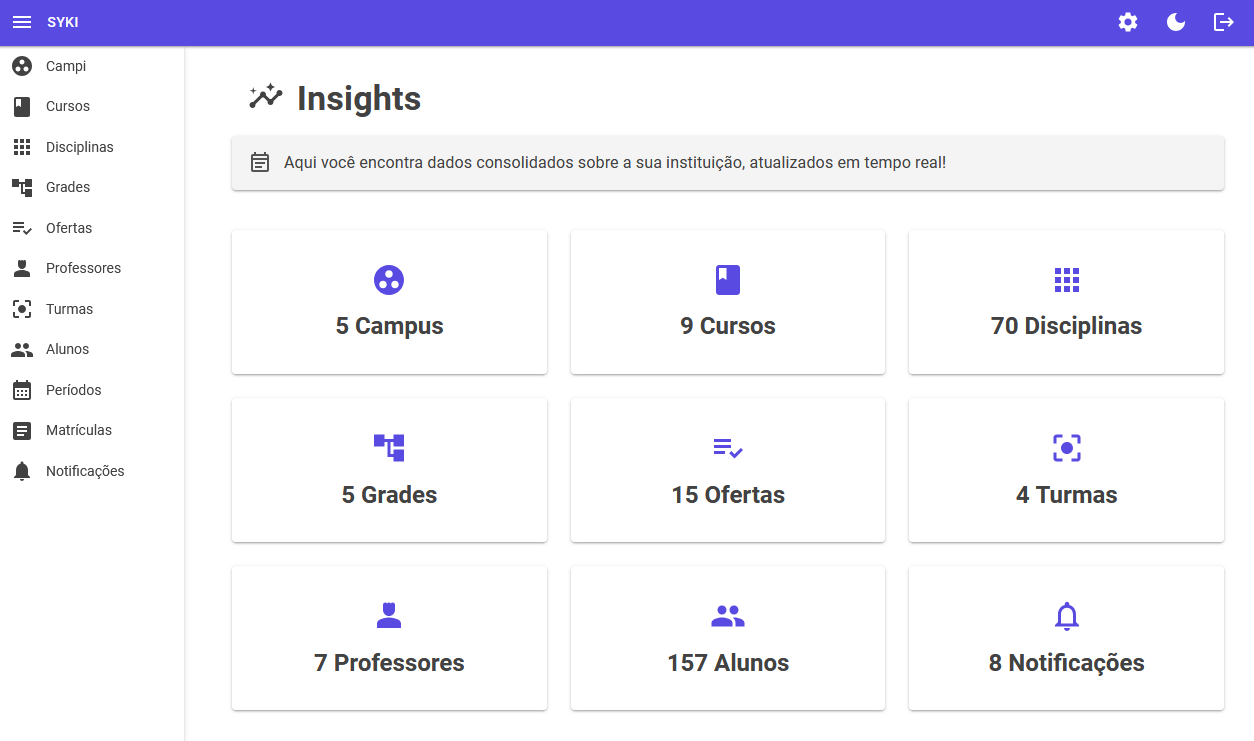 SYKI
Campi
Cursos
Disciplinas
Grades
Ofertas
Professores
Turmas
Alunos
Períodos
Matrículas
Notificações
Insights
Aqui você encontra dados consolidados sobre a sua instituição, atualizados em tempo real!
5 Campus
9 Cursos
70 Disciplinas
5 Grades
15 Ofertas
4 Turmas
7 Professores
157 Alunos
8 Notificações